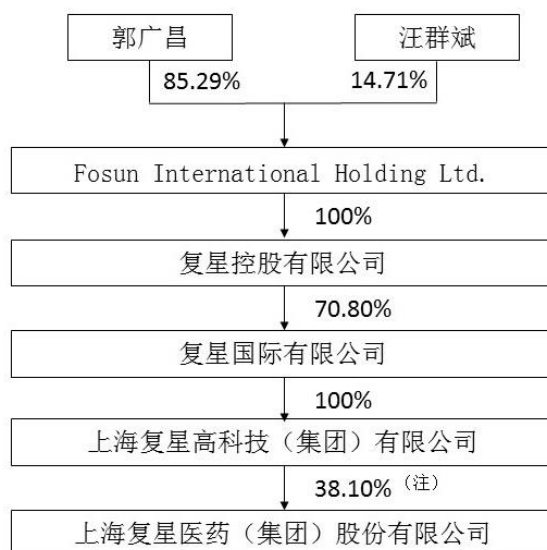 郭广昌
汪群斌
85.29%
14.71%
Fosun International Holding Ltd.
100%
复星控股有限公司
70.80%
复星国际有限公司
100%
上海复星高科技（集团）有限公司
38.10%（注）
上海复星医药（集团）股份有限公司